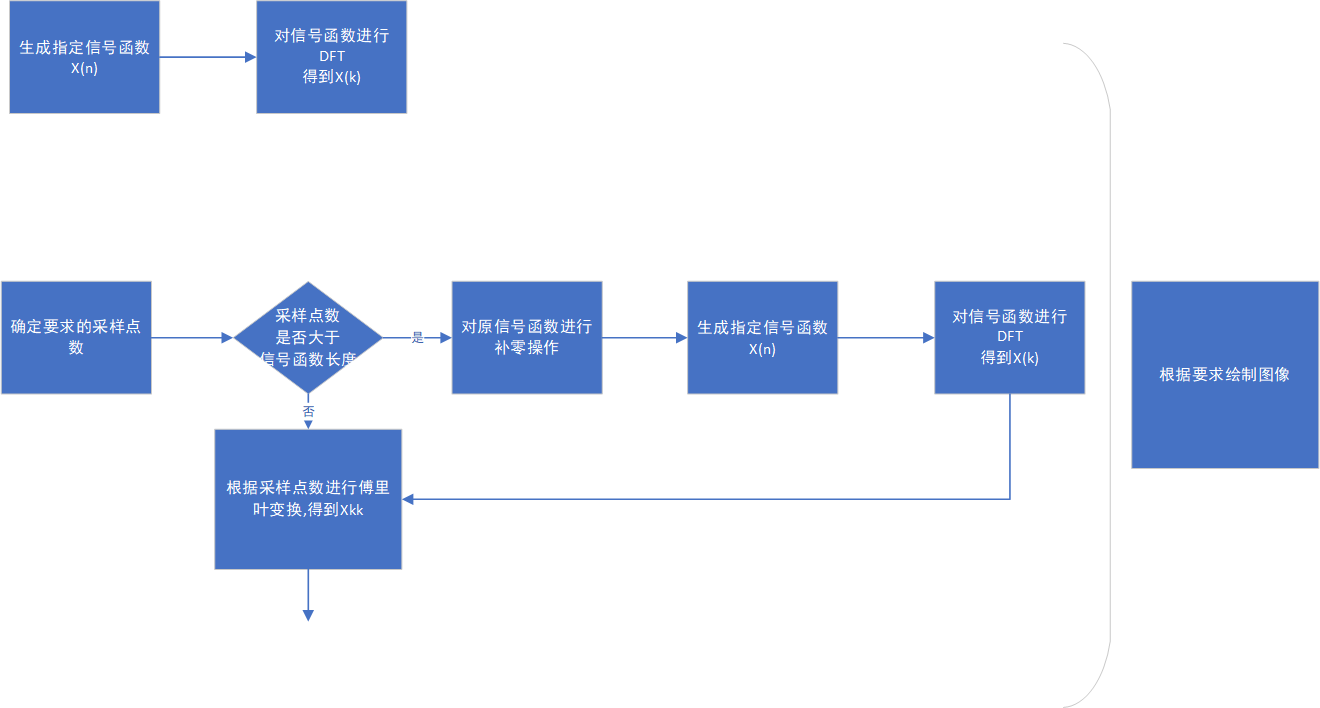 生成指定信号函数
X(n)
对信号函数进行
DFT
得到X(k)
确定要求的采样点
数
采样点数
是否大于
信号函数长度
是
对原信号函数进行
补零操作
生成指定信号函数
X(n)
对信号函数进行
DFT
得到X(k)
根据要求绘制图像
否
根据采样点数进行傅里
叶变换,得到Xkk